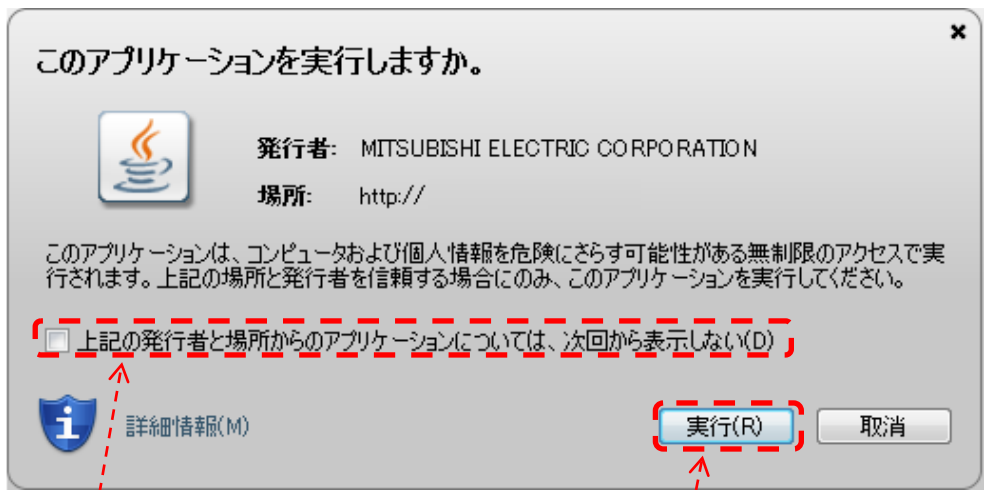 このアプリケーションを実行しますか。
発行者: MITSUBISHI ELECTRIC CORPORATION
場所: http://
このアプリケーションは、コンピュータおよび個人情報を危険にさらす可能性がある無制限のアクセスで実
行されます。上記の場所と発行者を信頼する場合にのみ、このアプリケーションを実行してください。
上記の発行者と場所からのアプリケーションについては、次回から表示しない(D)
詳細情報(M)
実行(R)
取消